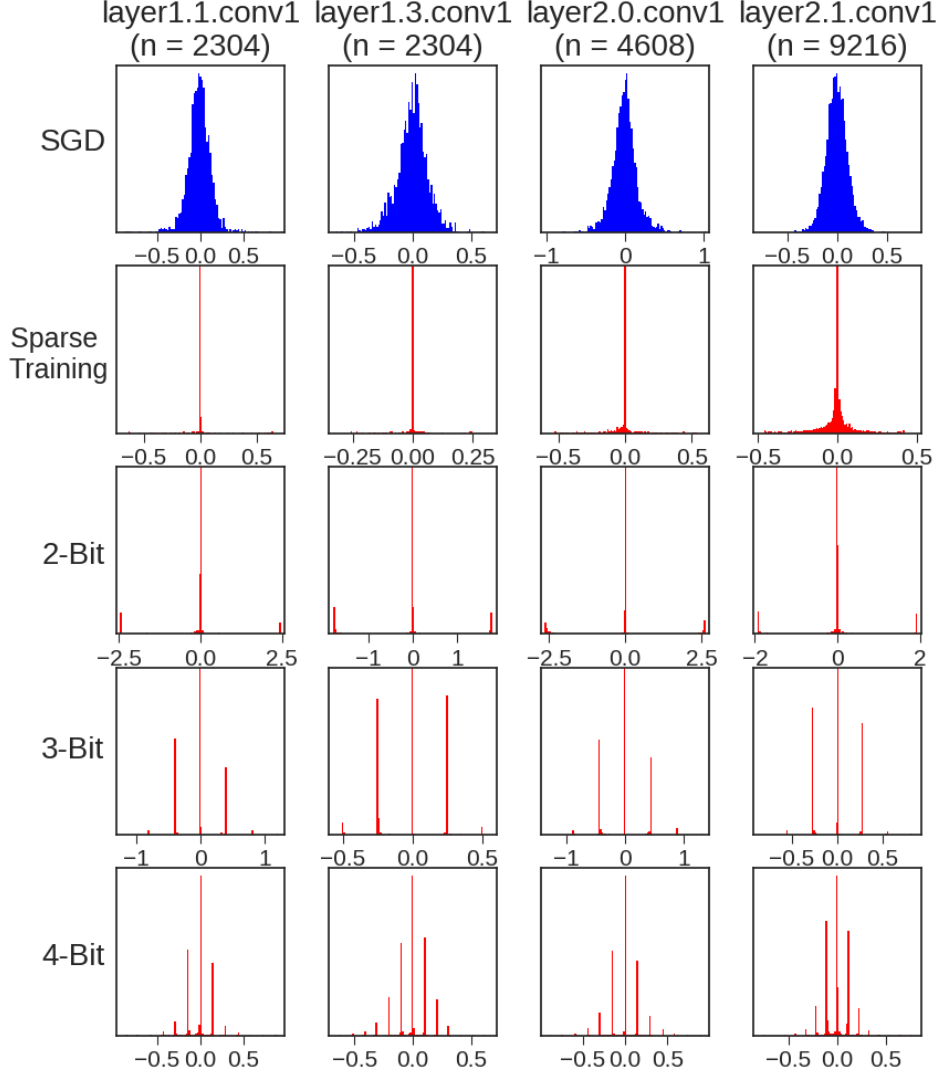 layer1.1.conv1 layer1.3.conv1 layer2.0.conv1 layer2.1.conv1
(n = 2304) (n = 2304) (n = 4608) (n = 9216)
SGD
−0.5 0.0 0.5 −0.5 0.0 0.5 −1 0 1 −0.5 0.0 0.5
Sparse
Training
−0.5 0.0 0.5 −0.25 0.00 0.25 −0.5 0.0 0.5 −0.5 0.0 0.5
2-Bit
−2.5 0.0 2.5 −1 0 1 −2.5 0.0 2.5 −2 0 2
3-Bit
−1 0 1 −0.5 0.0 0.5 −1 0 1 −0.5 0.0 0.5
4-Bit
−0.5 0.0 0.5 −0.5 0.0 0.5 −0.5 0.0 0.5 −0.5 0.0 0.5